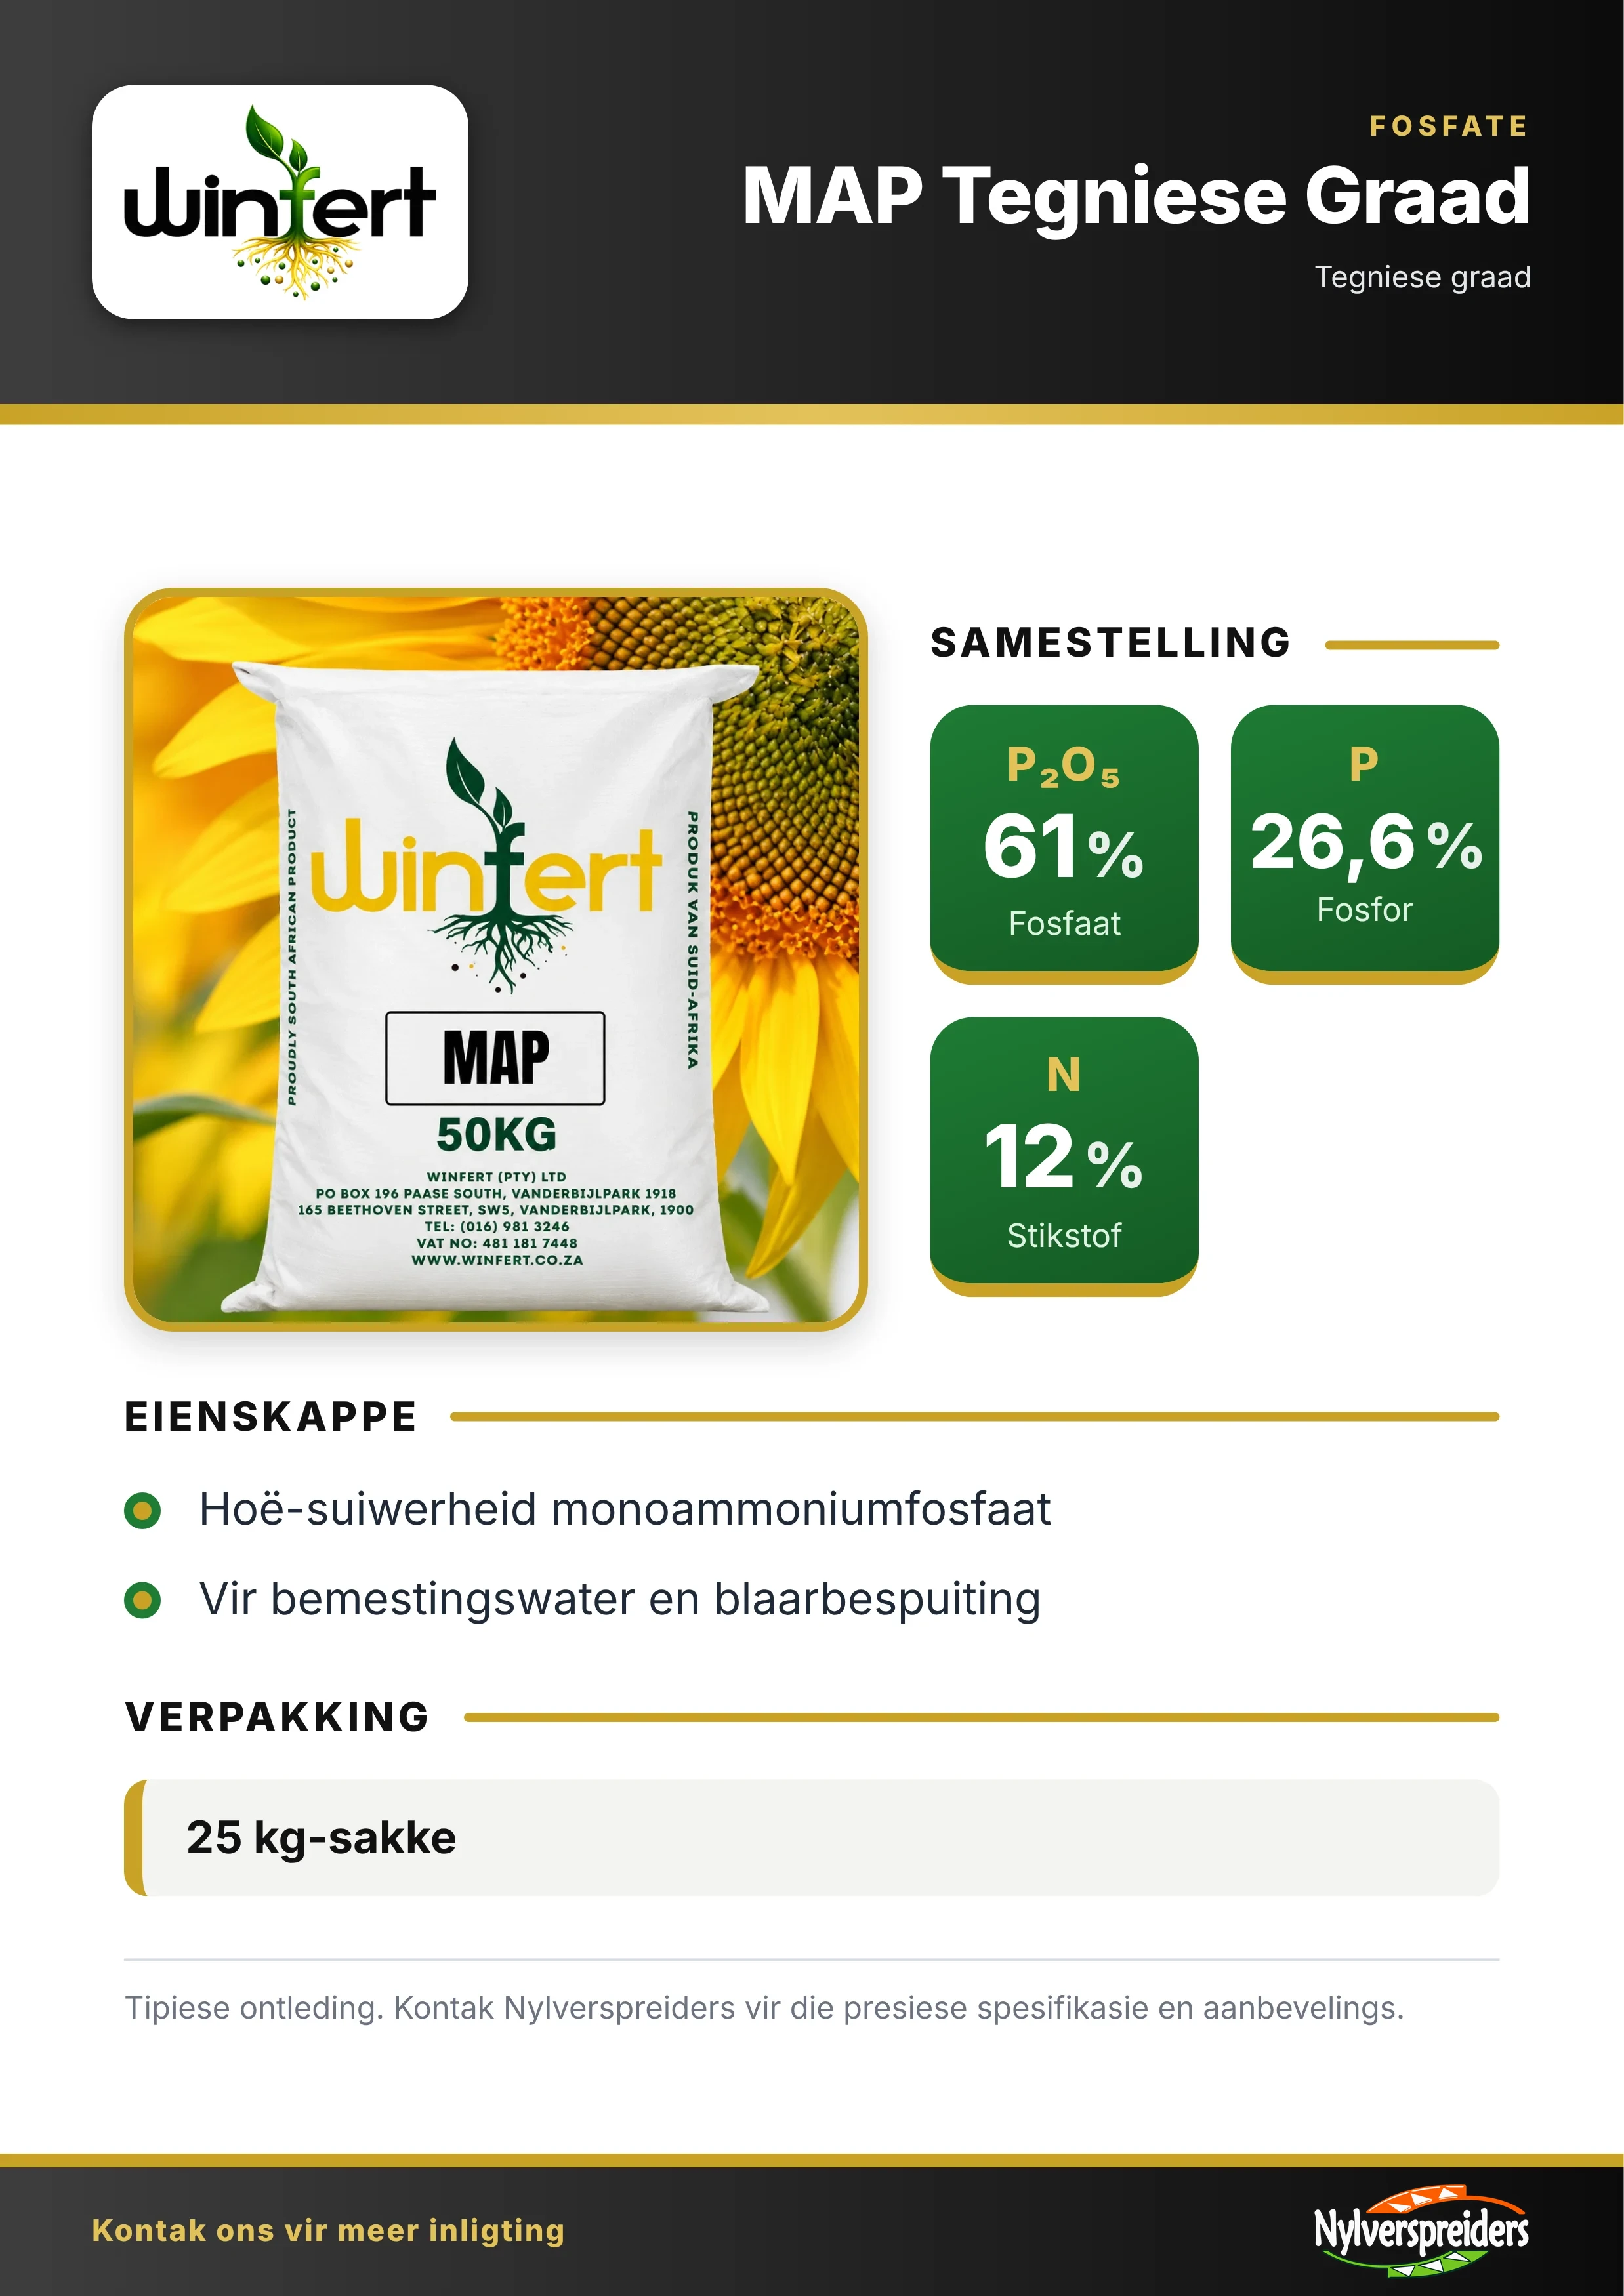 winfert
FOSFATE
MAP Tegniese Graad
Tegniese graad
PROUDLY SOUTH AFRICAN PRODUCT
winfert
PRODUK VAN SUID-AFRIKA
MAP
50KG
WINFERT (PTY) LTD
PO BOX 196 PAASE SOUTH, VANDERBIJLPARK 1918
165 BEETHOVEN STREET, SW5, VANDERBIJLPARK, 1900
TEL: (016) 981 3246
VAT NO: 481 181 7448
WWW.WINFERT.CO.ZA
SAMESTELLING
P₂O₅
61%
Fosfaat
P
26,6%
Fosfor
N
12%
Stikstof
EIENSKAPPE
Hoë-suiwerheid monoammoniumfosfaat
Vir bemestingswater en blaarbespuiting
VERPAKKING
25 kg-sakke
Tipiese ontleding. Kontak Nylverspreiders vir die presiese spesifikasie en aanbevelings.
Kontak ons vir meer inligting
Nylverspreiders